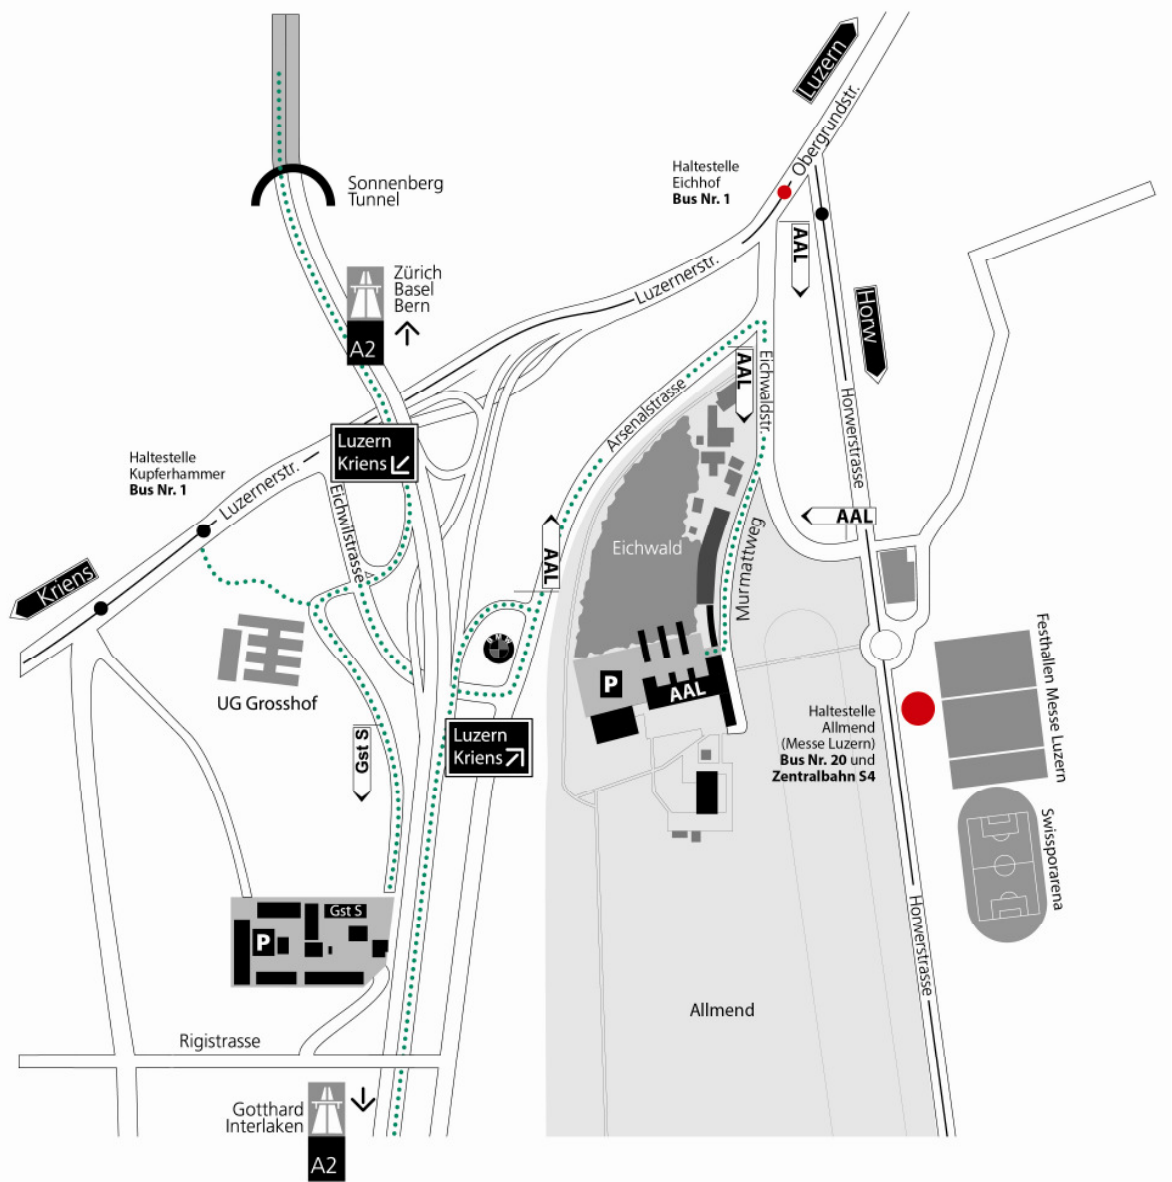 Luzern
Obergrundstr.
Haltestelle
Eichhof
Bus Nr. 1
Sonnenberg
Tunnel
AAL
Zürich
Basel
Bern
A2
Luzernerstr.
Horw
AAL
Eichwaldstr.
Arsenalstrasse
Horwerstrasse
Luzern
Kriens
Haltestelle
Kupferhammer
Bus Nr. 1
Luzernerstr.
Eichwilstrasse
AAL
AAL
Eichwald
Murmattweg
Kriens
BMW
UG Grosshof
P
AAL
Festhallen Messe Luzern
Haltestelle
Allmend
(Messe Luzern)
Bus Nr. 20 und
Zentralbahn S4
Gst S
Luzern
Kriens
Swissporarena
Gst S
P
Horwerstrasse
Allmend
Rigistrasse
Gotthard
Interlaken
A2